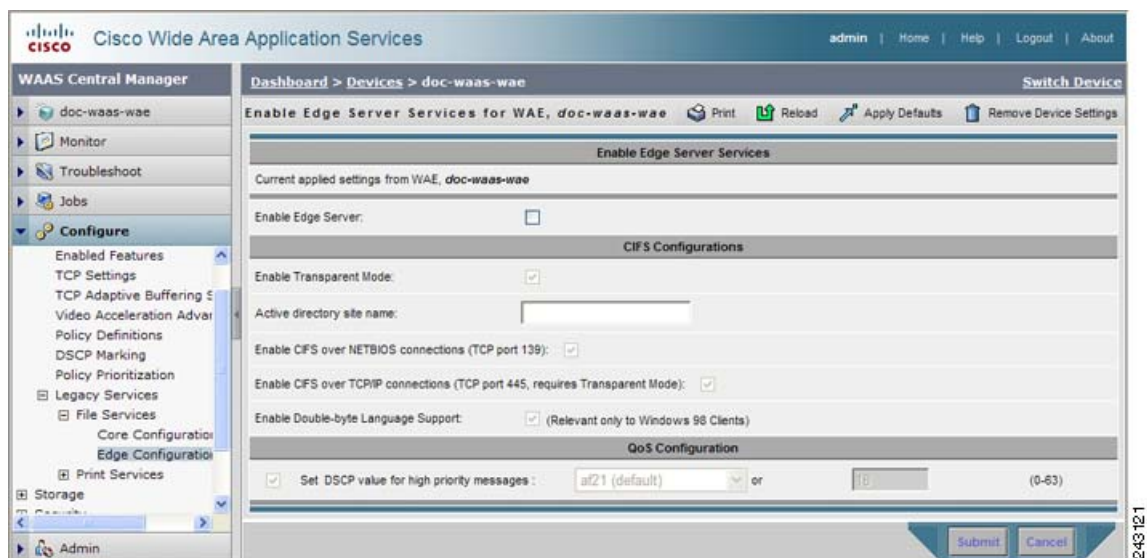 cisco Cisco Wide Area Application Services admin | Home | Help | Logout | About
WAAS Central Manager
doc-waas-wae
Monitor
Troubleshoot
Jobs
Configure
Enabled Features
TCP Settings
TCP Adaptive Buffering S
Video Acceleration Advan
Policy Definitions
DSCP Marking
Policy Prioritization
Legacy Services
File Services
Core Configuration
Edge Configuration
Print Services
Storage
Admin
Dashboard > Devices > doc-waas-wae Switch Device
Enable Edge Server Services for WAE, doc-waas-wae Print Reload Apply Defaults Remove Device Settings
Enable Edge Server Services
Current applied settings from WAE, doc-waas-wae
Enable Edge Server:
CIFS Configurations
Enable Transparent Mode:
Active directory site name:
Enable CIFS over NETBIOS connections (TCP port 139):
Enable CIFS over TCP/IP connections (TCP port 445, requires Transparent Mode):
Enable Double-byte Language Support: (Relevant only to Windows 98 Clients)
QoS Configuration
Set DSCP value for high priority messages : af21 (default) or 18 (0-63)
Submit Cancel